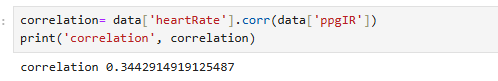 correlation= data['heartRate'].corr(data['ppgIR'])
print('correlation', correlation)
correlation 0.3442914919125487